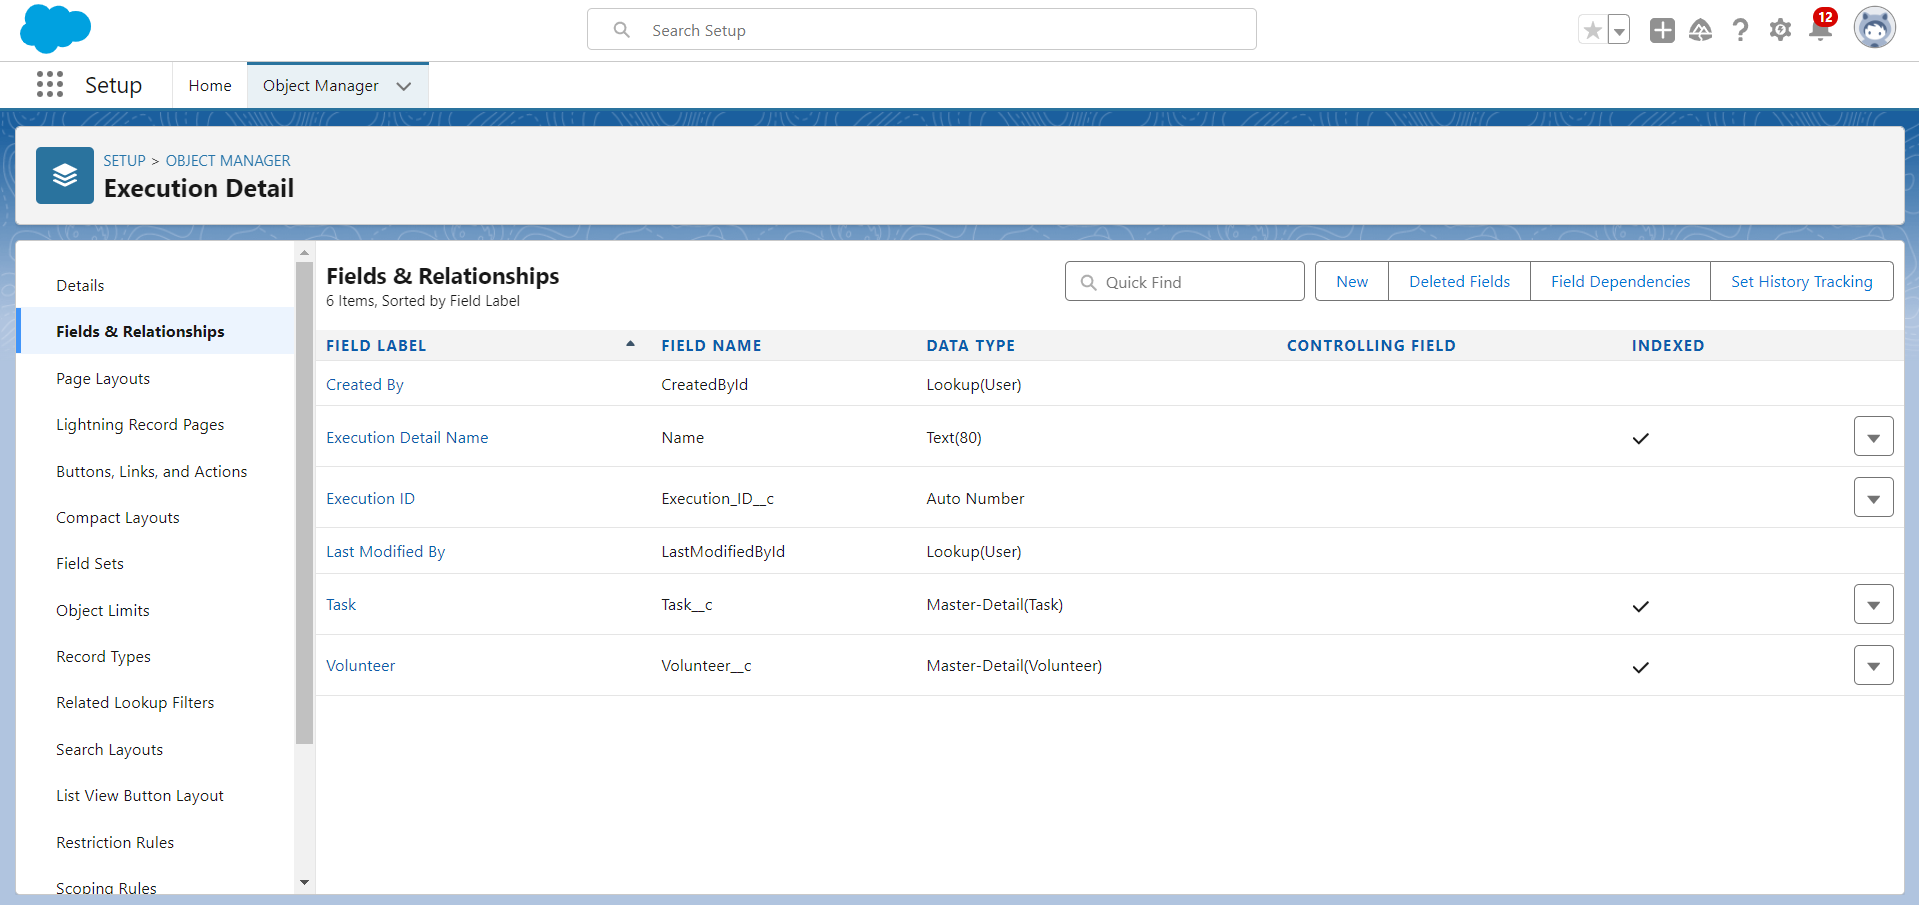 Search Setup
12
Setup
Home
Object Manager
SETUP > OBJECT MANAGER
Execution Detail
Details
Fields & Relationships
Page Layouts
Lightning Record Pages
Buttons, Links, and Actions
Compact Layouts
Field Sets
Object Limits
Record Types
Related Lookup Filters
Search Layouts
List View Button Layout
Restriction Rules
Scoping Rules
Fields & Relationships
6 Items, Sorted by Field Label
Quick Find
New
Deleted Fields
Field Dependencies
Set History Tracking
FIELD LABEL FIELD NAME DATA TYPE CONTROLLING FIELD INDEXED
Created By CreatedById Lookup(User)
Execution Detail Name Name Text(80)
Execution ID Execution_ID__c Auto Number
Last Modified By LastModifiedById Lookup(User)
Task Task__c Master-Detail(Task)
Volunteer Volunteer__c Master-Detail(Volunteer)